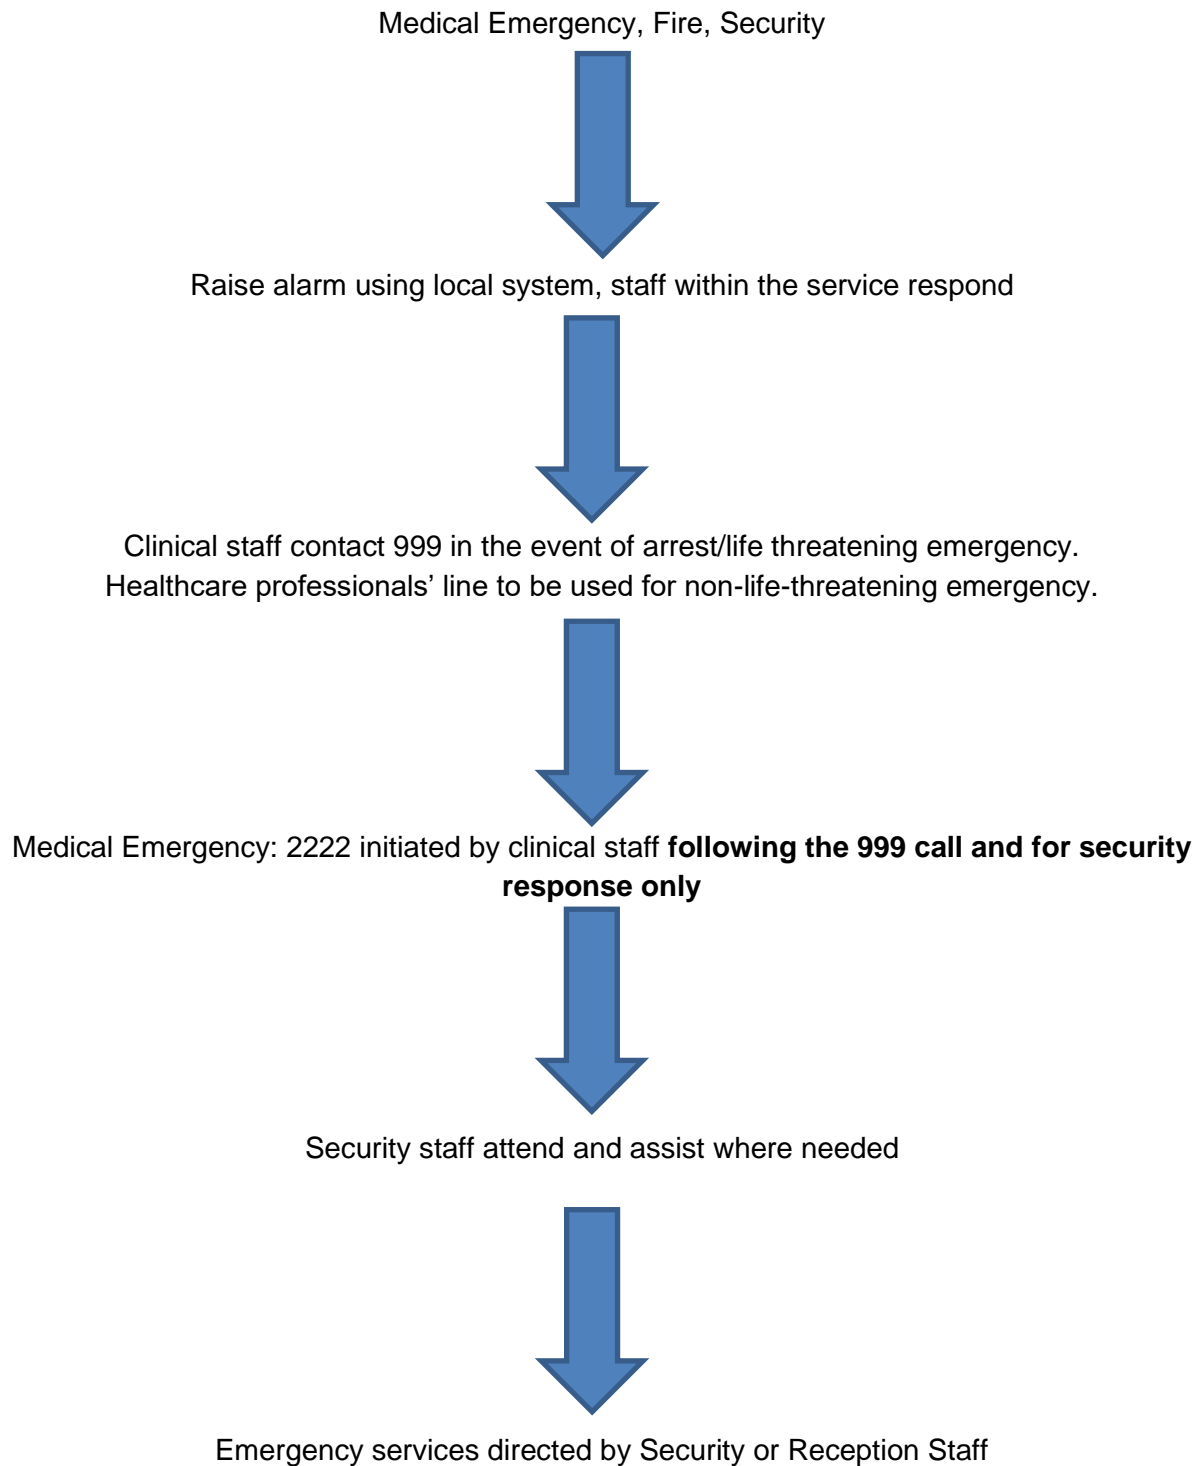 Medical Emergency, Fire, Security
Raise alarm using local system, staff within the service respond
Clinical staff contact 999 in the event of arrest/life threatening emergency.
Healthcare professionals’ line to be used for non-life-threatening emergency.
Medical Emergency: 2222 initiated by clinical staff following the 999 call and for security
response only
Security staff attend and assist where needed
Emergency services directed by Security or Reception Staff